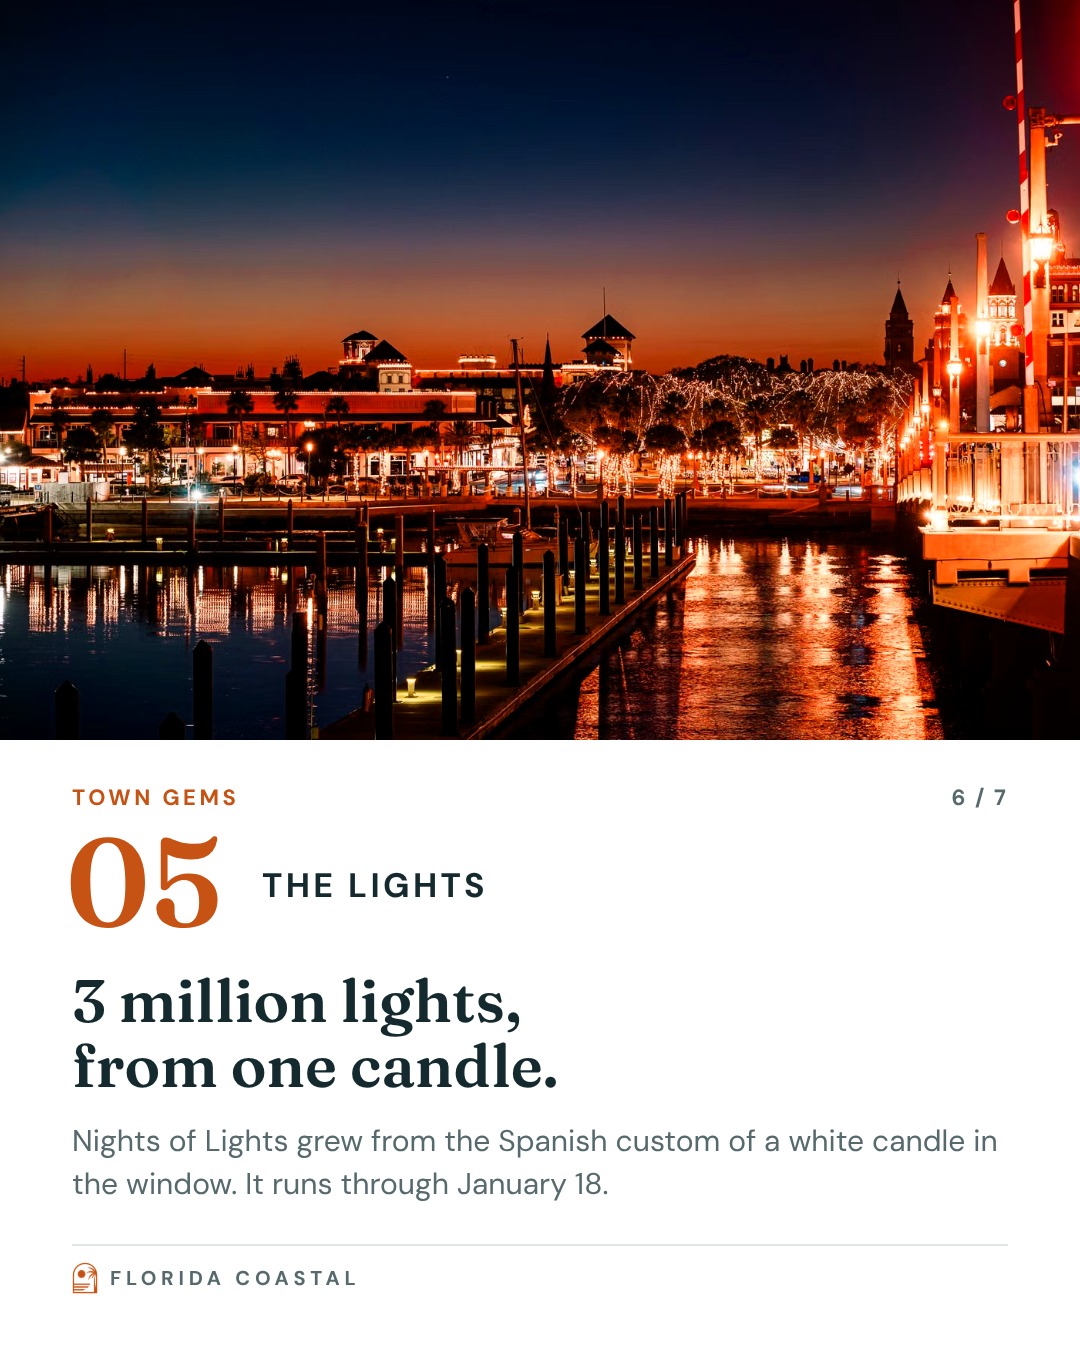 TOWN GEMS
6 / 7
05
THE LIGHTS
3 million lights,
from one candle.
Nights of Lights grew from the Spanish custom of a white candle in
the window. It runs through January 18.
FLORIDA COASTAL